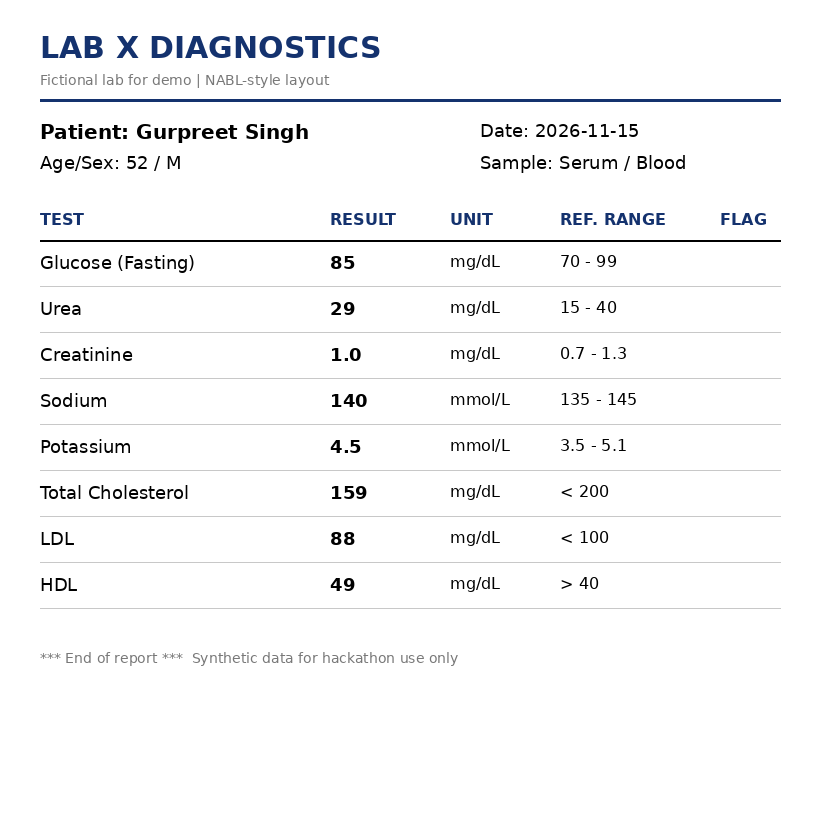 LAB X DIAGNOSTICS
Fictional lab for demo | NABL-style layout
Patient: Gurpreet Singh Date: 2026-11-15
Age/Sex: 52 / M Sample: Serum / Blood
TEST RESULT UNIT REF. RANGE FLAG
Glucose (Fasting) 85 mg/dL 70 - 99
Urea 29 mg/dL 15 - 40
Creatinine 1.0 mg/dL 0.7 - 1.3
Sodium 140 mmol/L 135 - 145
Potassium 4.5 mmol/L 3.5 - 5.1
Total Cholesterol 159 mg/dL < 200
LDL 88 mg/dL < 100
HDL 49 mg/dL > 40
*** End of report *** Synthetic data for hackathon use only